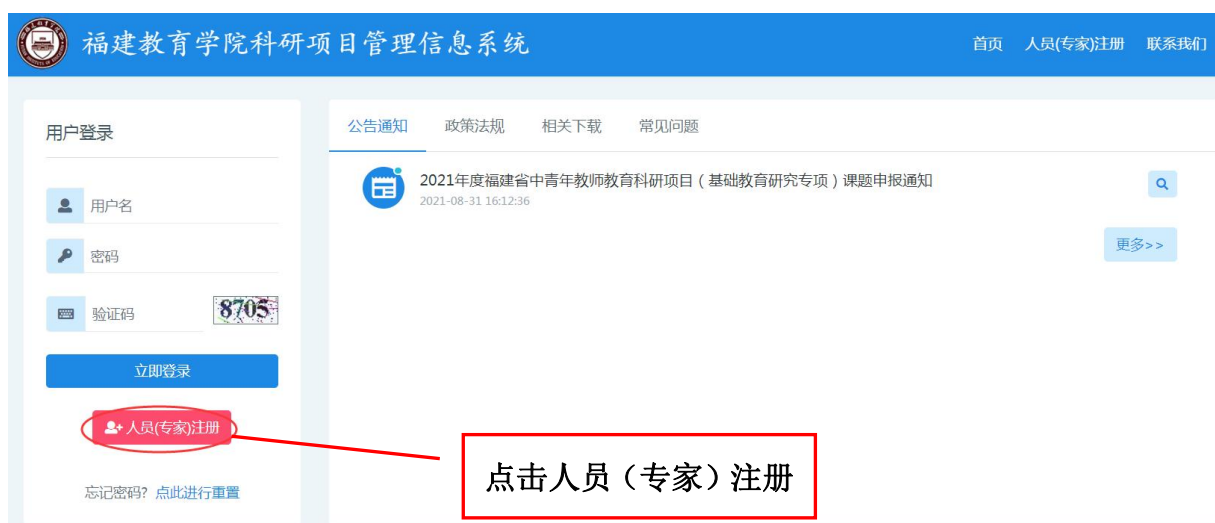 福建教育学院科研项目管理信息系统
首页 人员(专家)注册 联系我们
用户登录
用户名
密码
验证码 8705
立即登录
人员(专家)注册
忘记密码? 点此进行重置
公告通知 政策法规 相关下载 常见问题
2021年度福建省中青年教师教育科研项目(基础教育研究专项)课题申报通知
2021-08-31 16:12:36
更多>>
点击人员（专家）注册